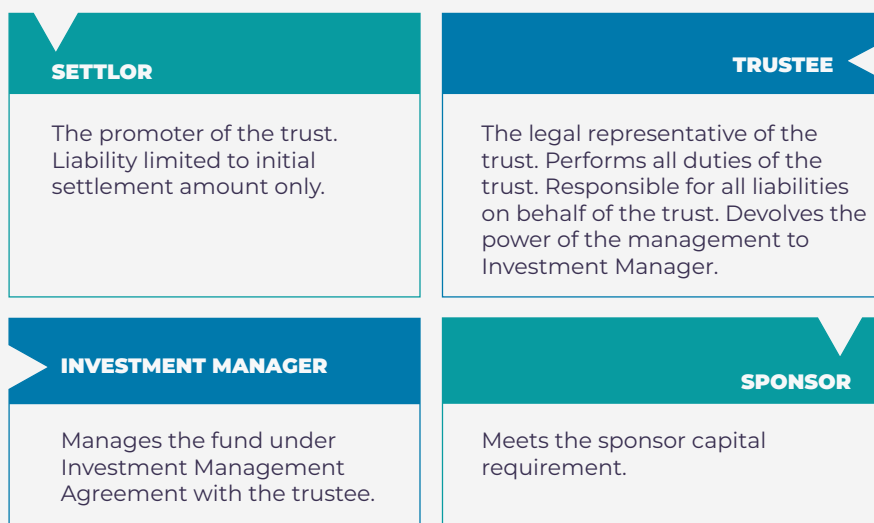 SETTLOR
The promoter of the trust.
Liability limited to initial
settlement amount only.
TRUSTEE
The legal representative of the
trust. Performs all duties of the
trust. Responsible for all liabilities
on behalf of the trust. Devolves the
power of the management to
Investment Manager.
INVESTMENT MANAGER
Manages the fund under
Investment Management
Agreement with the trustee.
SPONSOR
Meets the sponsor capital
requirement.